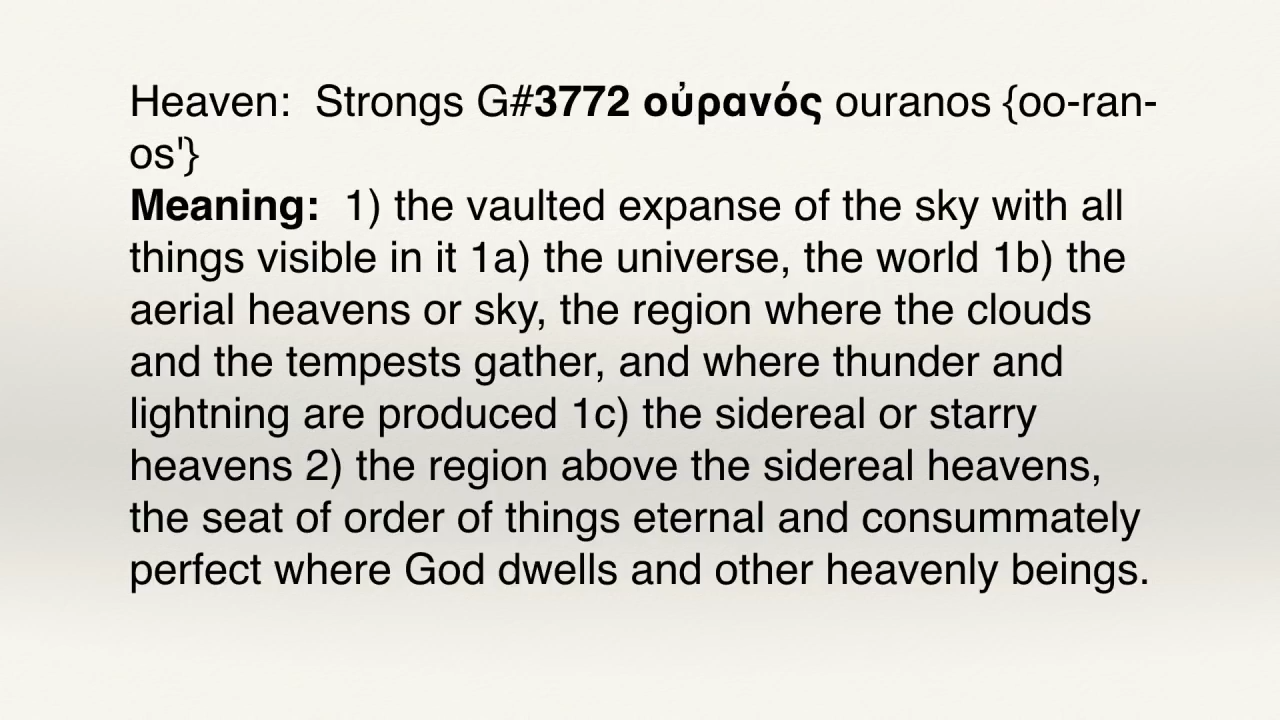 Heaven:  Strongs G#3772 οὐρανός ouranos {oo-ran-
os'}
Meaning:  1) the vaulted expanse of the sky with all
things visible in it 1a) the universe, the world 1b) the
aerial heavens or sky, the region where the clouds
and the tempests gather, and where thunder and
lightning are produced 1c) the sidereal or starry
heavens 2) the region above the sidereal heavens,
the seat of order of things eternal and consummately
perfect where God dwells and other heavenly beings.